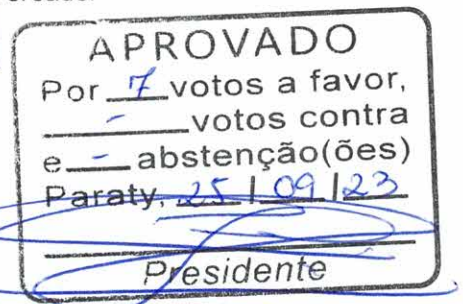 APROVADO
Por 7 votos a favor,
- votos contra
e - abstenção(ões)
Paraty, 25 / 09 / 23
Presidente